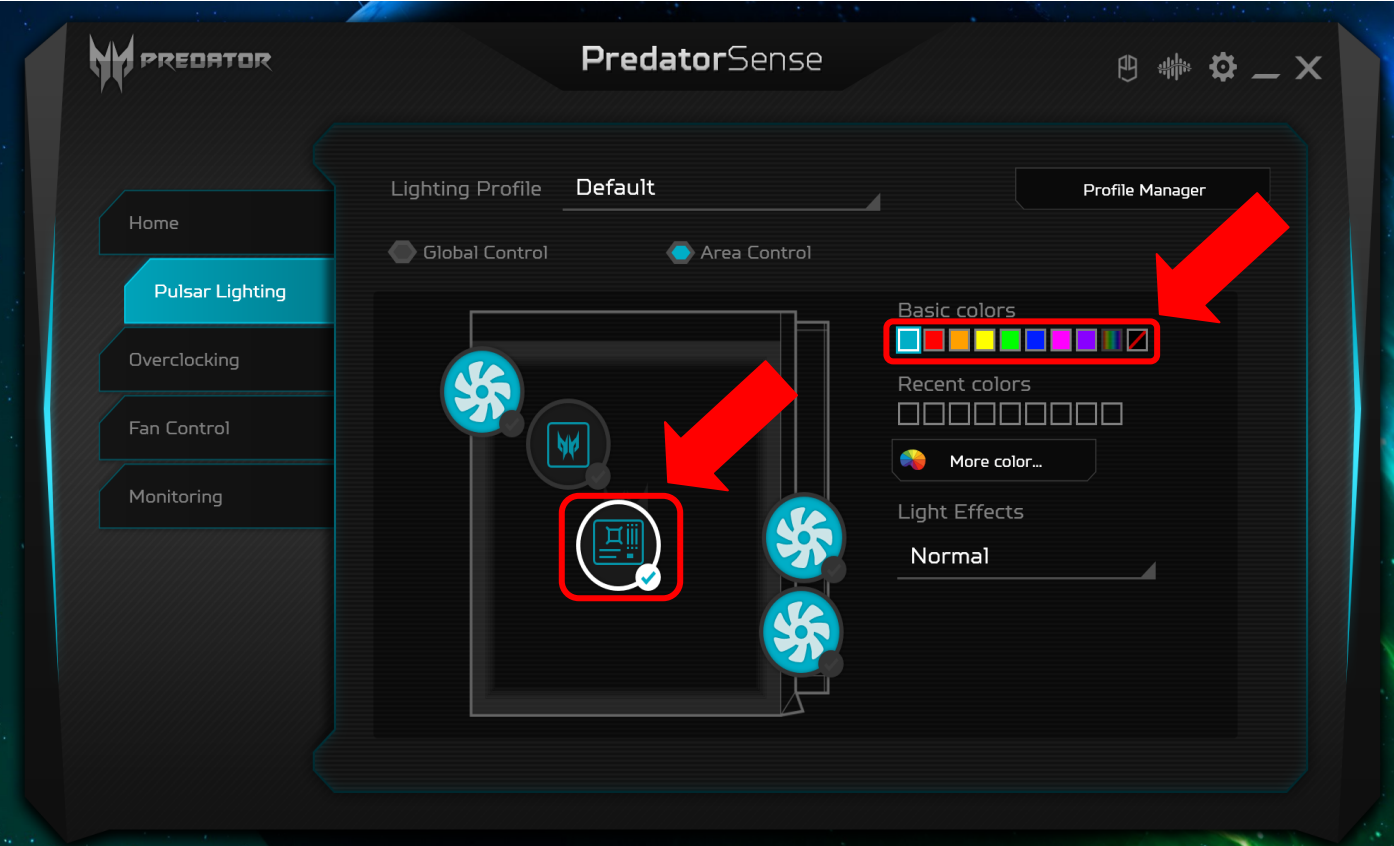 PREDATOR
PredatorSense
Lighting Profile Default
Profile Manager
Global Control
Area Control
Home
Pulsar Lighting
Overclocking
Fan Control
Monitoring
Basic colors
Recent colors
More color...
Light Effects
Normal